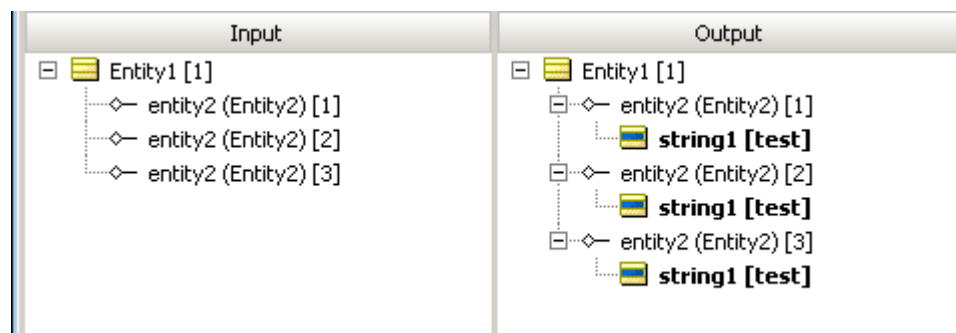 Input
Entity1 [1]
entity2 (Entity2) [1]
entity2 (Entity2) [2]
entity2 (Entity2) [3]
Output
Entity1 [1]
entity2 (Entity2) [1]
string1 [test]
entity2 (Entity2) [2]
string1 [test]
entity2 (Entity2) [3]
string1 [test]